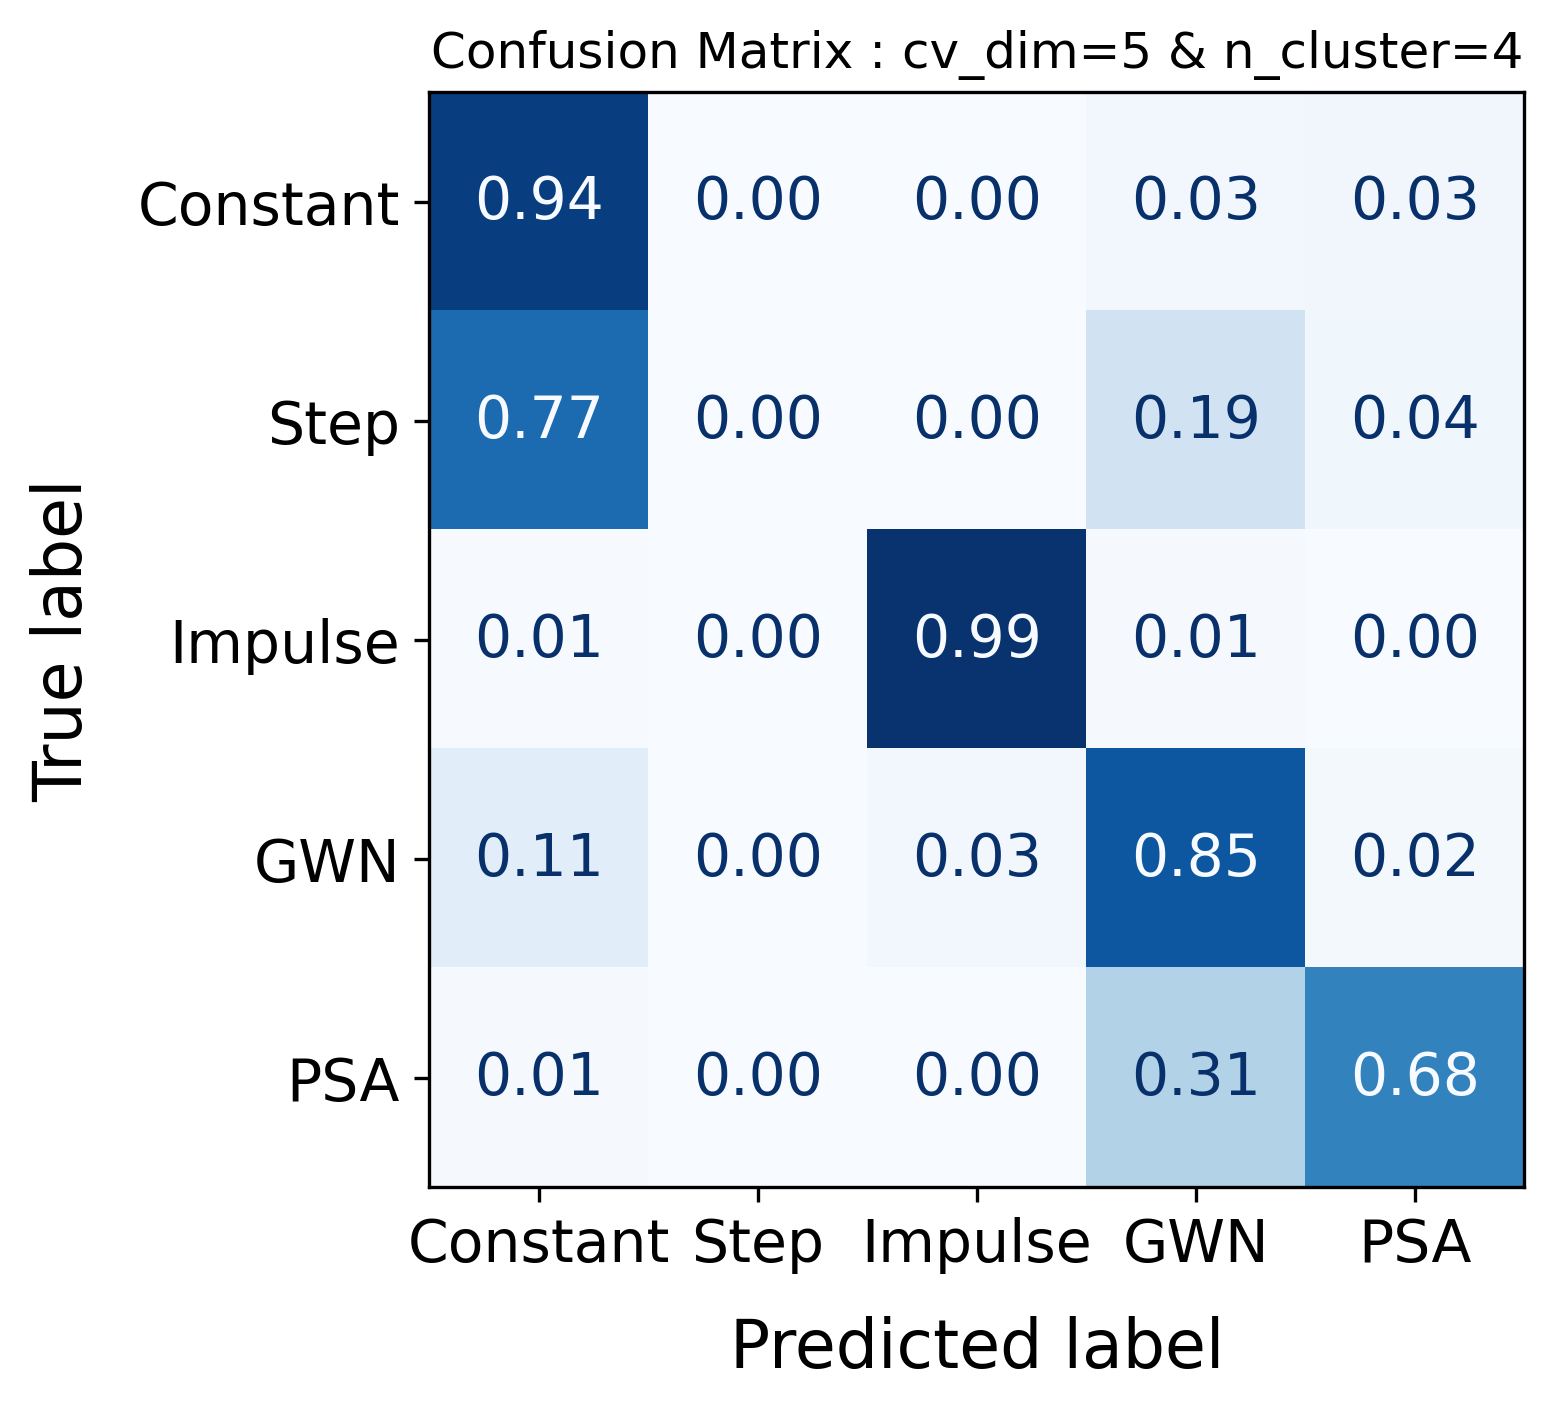 Confusion Matrix : cv_dim=5 & n_cluster=4
True label
Constant 0.94 0.00 0.00 0.03 0.03
Step 0.77 0.00 0.00 0.19 0.04
Impulse 0.01 0.00 0.99 0.01 0.00
GWN 0.11 0.00 0.03 0.85 0.02
PSA 0.01 0.00 0.00 0.31 0.68
Constant Step Impulse GWN PSA
Predicted label